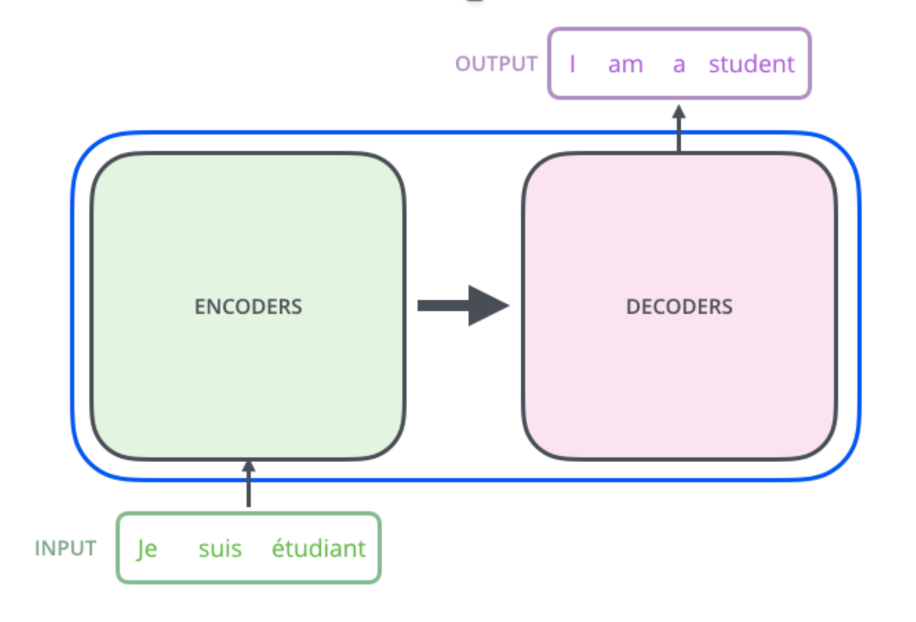 OUTPUT I am a student
ENCODERS DECODERS
INPUT Je suis étudiant